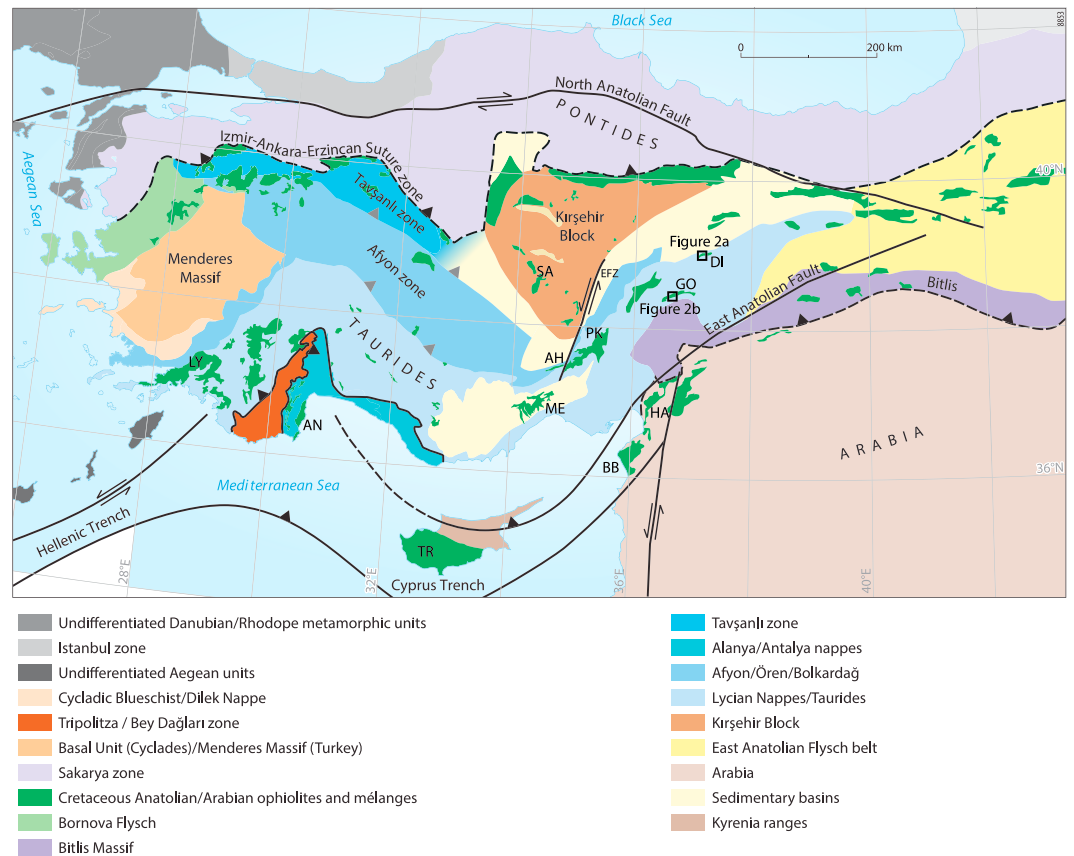 Black Sea
8853
0
200 km
North Anatolian Fault
PONTIDES
Izmir-Ankara-Erzincan Suture zone
Aegean Sea
40°N
Tavşanlı zone
Kırşehir
Block
Menderes
Massif
Afyon zone
Figure 2a
DI
SA
EFZ
GO
Figure 2b
East Anatolian Fault
Bitlis
TAURIDES
PK
LY
AH
ME
HA
AN
ARABIA
BB
36°N
Mediterranean Sea
Hellenic Trench
TR
Cyprus Trench
28°E
32°E
36°E
40°E
Undifferentiated Danubian/Rhodope metamorphic units
Istanbul zone
Undifferentiated Aegean units
Cycladic Blueschist/Dilek Nappe
Tripolitza / Bey Dağları zone
Basal Unit (Cyclades)/Menderes Massif (Turkey)
Sakarya zone
Cretaceous Anatolian/Arabian ophiolites and mélanges
Bornova Flysch
Bitlis Massif
Tavşanlı zone
Alanya/Antalya nappes
Afyon/Ören/Bolkardağ
Lycian Nappes/Taurides
Kırşehir Block
East Anatolian Flysch belt
Arabia
Sedimentary basins
Kyrenia ranges